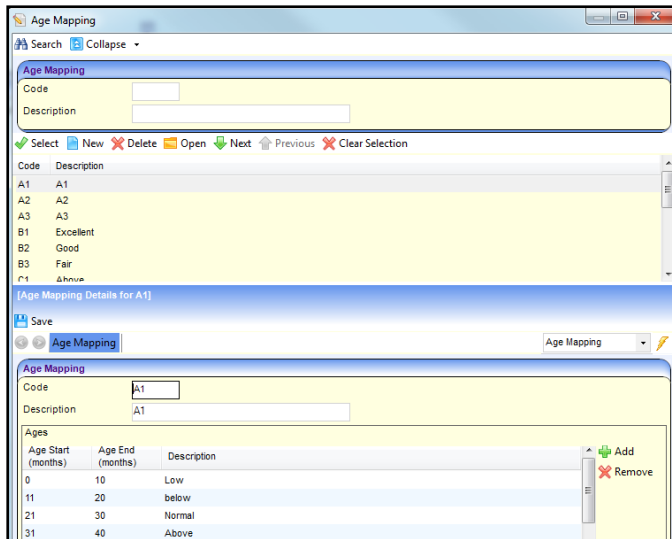 Age Mapping
Search Collapse
Age Mapping
Code
Description
Select New Delete Open Next Previous Clear Selection
Code Description
A1 A1
A2 A2
A3 A3
B1 Excellent
B2 Good
B3 Fair
C1 Above
[Age Mapping Details for A1]
Save
Age Mapping Age Mapping
Age Mapping
Code A1
Description A1
Ages
Age Start (months) Age End (months) Description
Add
Remove
0 10 Low
11 20 below
21 30 Normal
31 40 Above